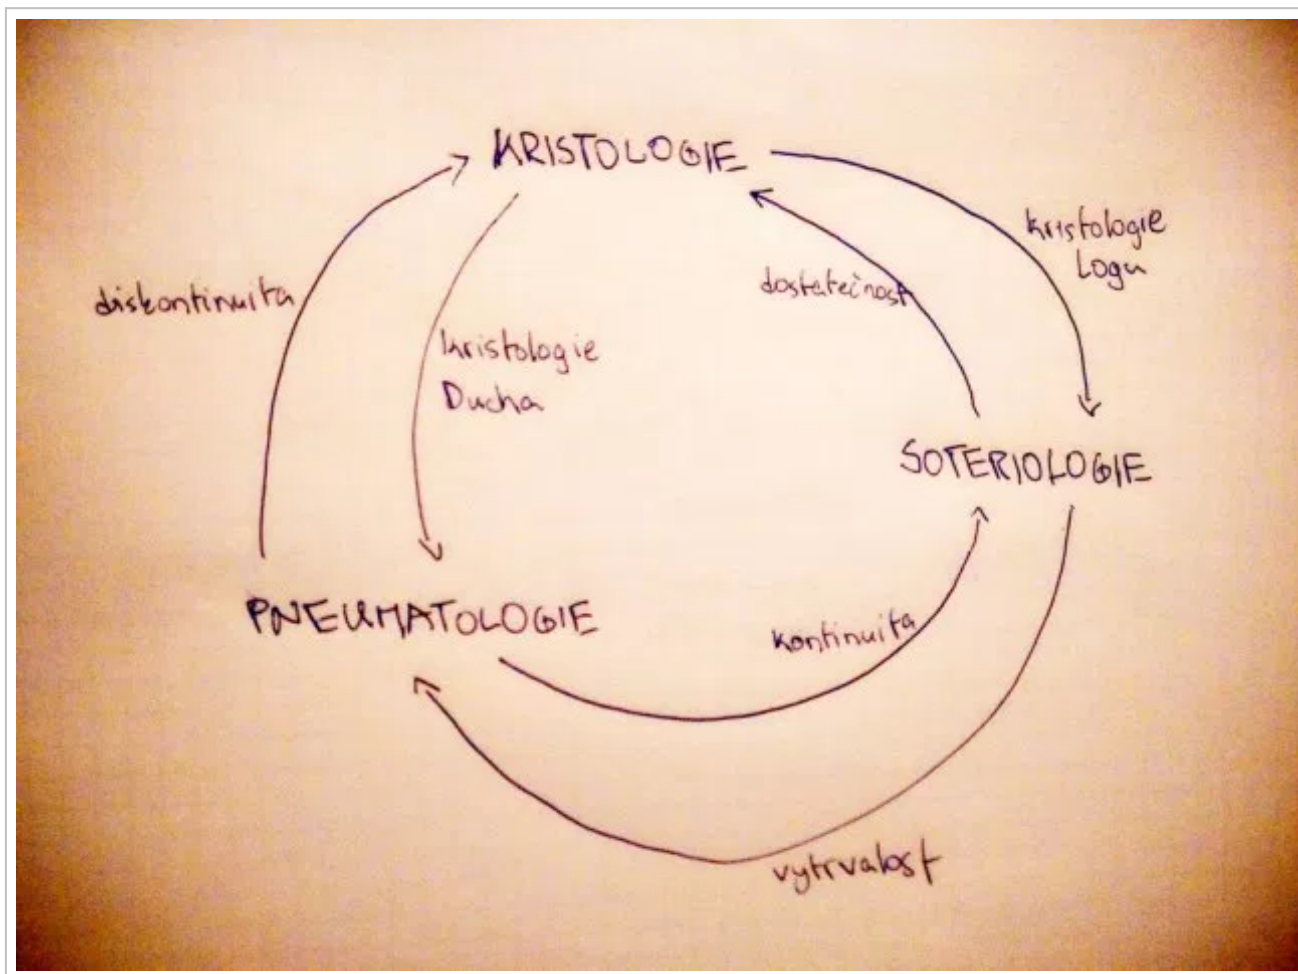 KRISTOLOGIE
kristologie
Logu
diskontinuita
dostatečnost
kristologie
Ducha
SOTERIOLOGIE
PNEUMATOLOGIE
kontinuita
vytrvalost